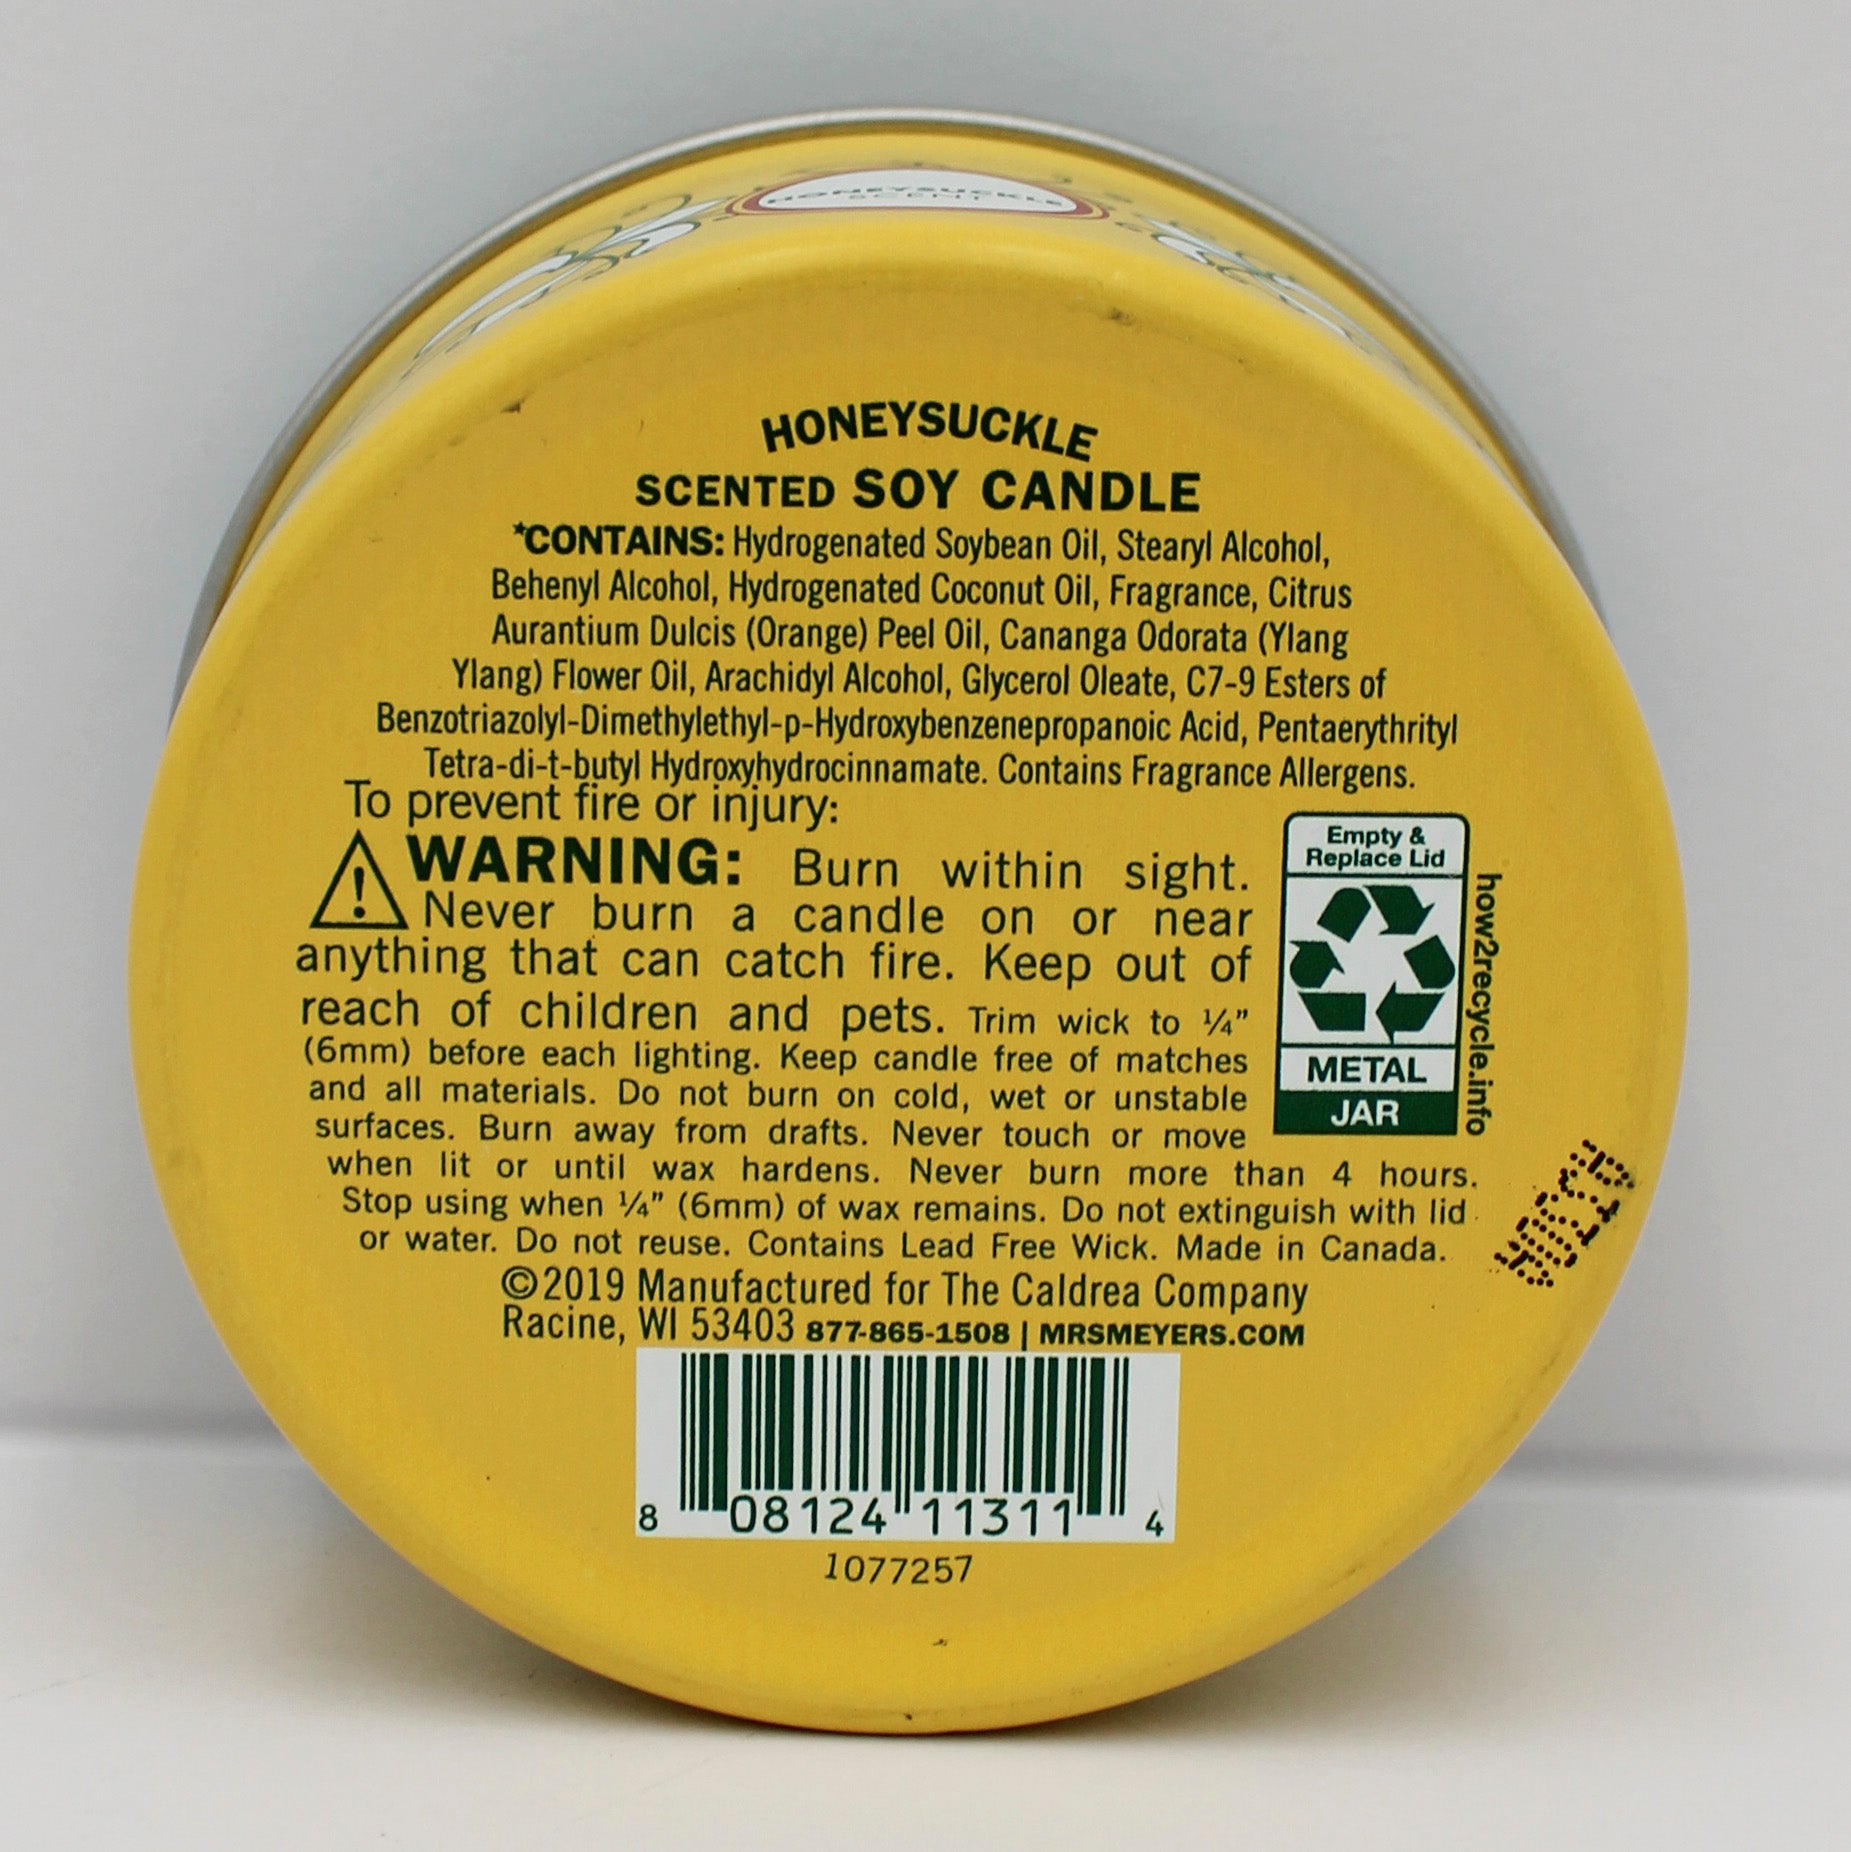 HONEYSUCKLE
SCENT
HONEYSUCKLE
SCENTED SOY CANDLE
*CONTAINS: Hydrogenated Soybean Oil, Stearyl Alcohol,
Behenyl Alcohol, Hydrogenated Coconut Oil, Fragrance, Citrus
Aurantium Dulcis (Orange) Peel Oil, Cananga Odorata (Ylang
Ylang) Flower Oil, Arachidyl Alcohol, Glycerol Oleate, C7-9 Esters of
Benzotriazolyl-Dimethylethyl-p-Hydroxybenzenepropanoic Acid, Pentaerythrityl
Tetra-di-t-butyl Hydroxyhydrocinnamate. Contains Fragrance Allergens.
To prevent fire or injury:
WARNING: Burn within sight.
Never burn a candle on or near
anything that can catch fire. Keep out of
reach of children and pets. Trim wick to ¼”
(6mm) before each lighting. Keep candle free of matches
and all materials. Do not burn on cold, wet or unstable
surfaces. Burn away from drafts. Never touch or move
when lit or until wax hardens. Never burn more than 4 hours.
Stop using when ¼” (6mm) of wax remains. Do not extinguish with lid
or water. Do not reuse. Contains Lead Free Wick. Made in Canada.
Empty &
Replace Lid
METAL
JAR
how2recycle.info
©2019 Manufactured for The Caldrea Company
Racine, WI 53403 877-865-1508 | MRSMEYERS.COM
8 08124 11311 4
1077257